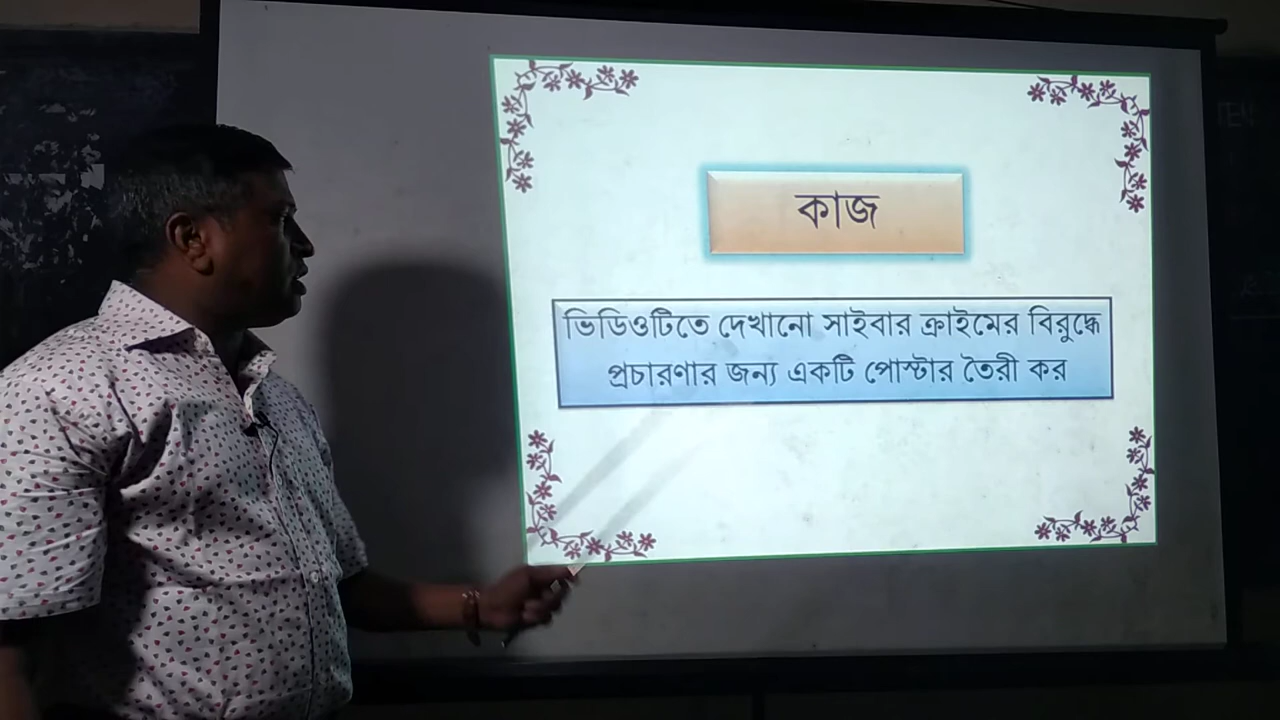 কাজ
ভিডিওটিতে দেখানো সাইবার ক্রাইমের বিরুদ্ধে
প্রচারণার জন্য একটি পোস্টার তৈরী কর